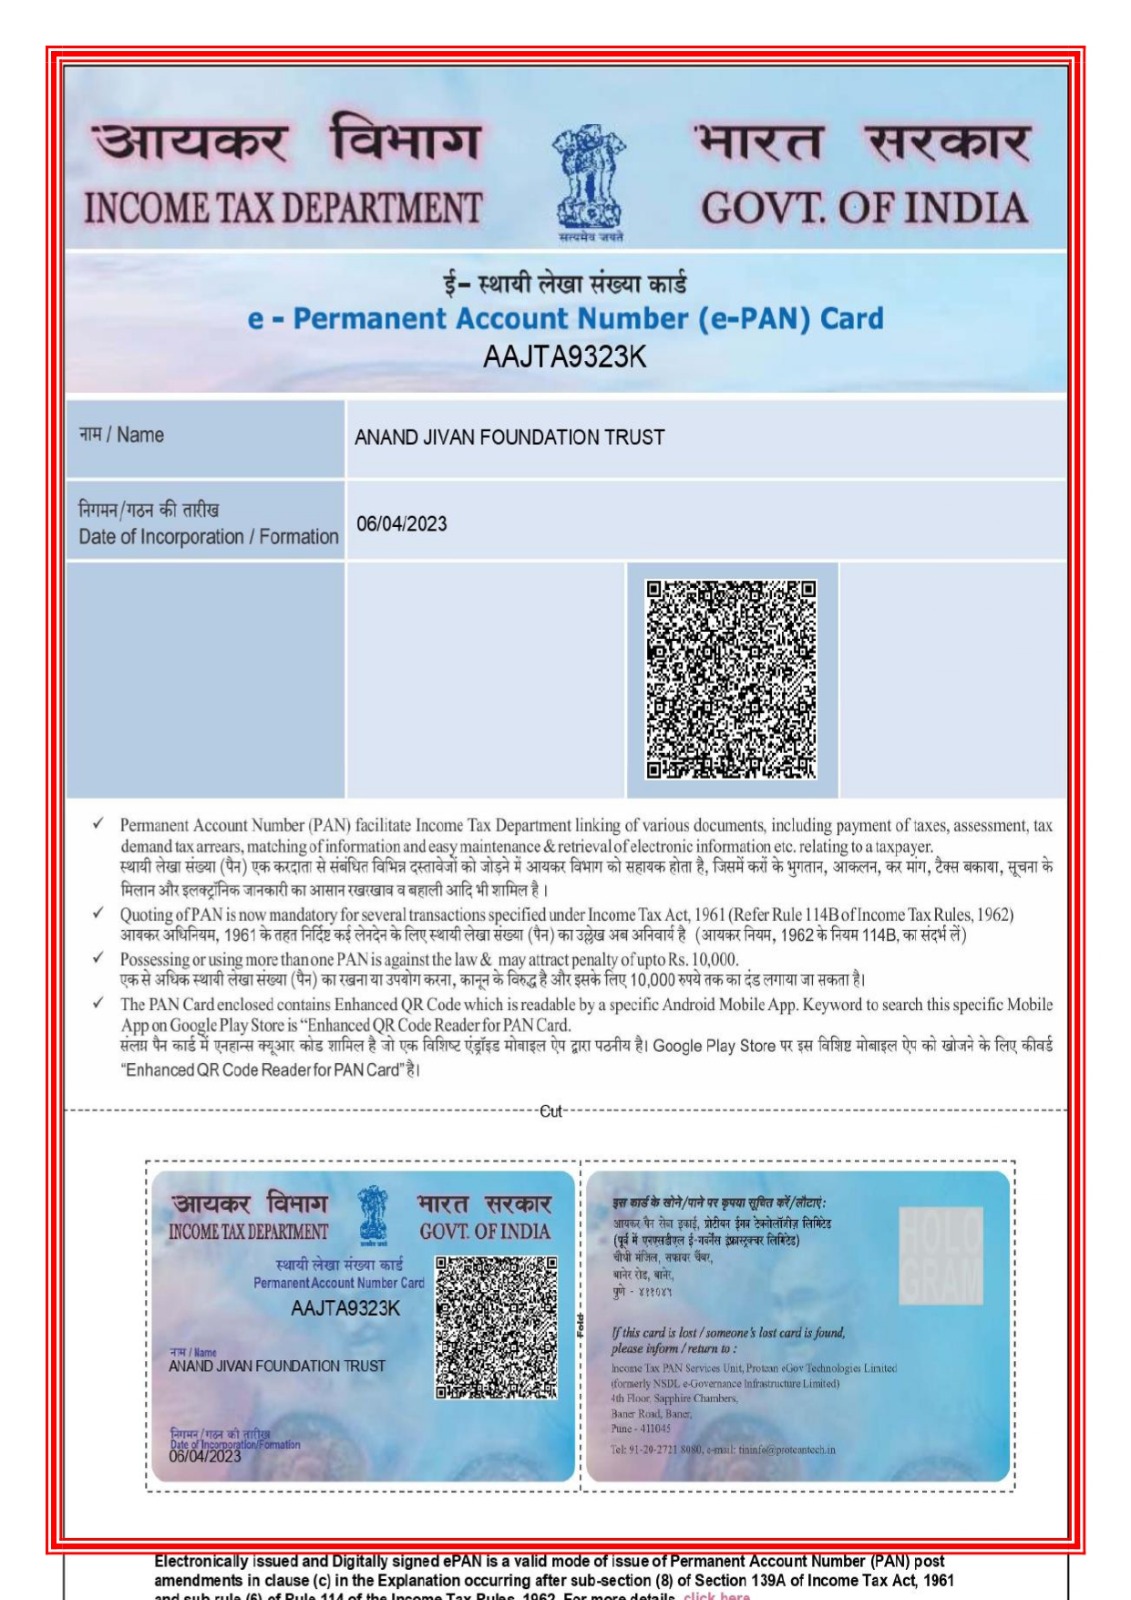 आयकर विभाग
INCOME TAX DEPARTMENT
सत्यमेव जयते
भारत सरकार
GOVT. OF INDIA
ई- स्थायी लेखा संख्या कार्ड
e - Permanent Account Number (e-PAN) Card
AAJTA9323K
नाम / Name
ANAND JIVAN FOUNDATION TRUST
निगमन/गठन की तारीख
Date of Incorporation / Formation
06/04/2023
✓ Permanent Account Number (PAN) facilitate Income Tax Department linking of various documents, including payment of taxes, assessment, tax
demand tax arrears, matching of information and easy maintenance & retrieval of electronic information etc. relating to a taxpayer.
स्थायी लेखा संख्या (पैन) एक करदाता से संबंधित विभिन्न दस्तावेजों को जोड़ने में आयकर विभाग को सहायक होता है, जिसमें करों के भुगतान, आकलन, कर मांग, टैक्स बकाया, सूचना के
मिलान और इलक्ट्रॉनिक जानकारी का आसान रखरखाव व बहाली आदि भी शामिल है ।
✓ Quoting of PAN is now mandatory for several transactions specified under Income Tax Act, 1961 (Refer Rule 114B of Income Tax Rules, 1962)
आयकर अधिनियम, 1961 के तहत निर्दिष्ट कई लेनदेन के लिए स्थायी लेखा संख्या (पैन) का उल्लेख अब अनिवार्य है (आयकर नियम, 1962 के नियम 114B, का संदर्भ लें)
✓ Possessing or using more than one PAN is against the law & may attract penalty of upto Rs. 10,000.
एक से अधिक स्थायी लेखा संख्या (पैन) का रखना या उपयोग करना, कानून के विरुद्ध है और इसके लिए 10,000 रुपये तक का दंड लगाया जा सकता है।
✓ The PAN Card enclosed contains Enhanced QR Code which is readable by a specific Android Mobile App. Keyword to search this specific Mobile
App on Google Play Store is “Enhanced QR Code Reader for PAN Card.
संलग्न पैन कार्ड में एनहान्स क्यूआर कोड शामिल है जो एक विशिष्ट एंड्रॉइड मोबाइल ऐप द्वारा पठनीय है। Google Play Store पर इस विशिष्ट मोबाइल ऐप को खोजने के लिए कीवर्ड
“Enhanced QR Code Reader for PAN Card” है।
Cut
आयकर विभाग
INCOME TAX DEPARTMENT
भारत सरकार
GOVT. OF INDIA
स्थायी लेखा संख्या कार्ड
Permanent Account Number Card
AAJTA9323K
नाम / Name
ANAND JIVAN FOUNDATION TRUST
निगमन/गठन की तारीख
Date of Incorporation/Formation
06/04/2023
Fold
इस कार्ड के खोने/पाने पर कृपया सूचित करें/लौटाएं :
आयकर पैन सेवा इकाई, प्रोटीयन ईगव टेक्नोलॉजीज़ लिमिटेड
(पूर्व में एनएसडीएल ई-गवर्नेंस इंफ्रास्ट्रक्चर लिमिटेड)
चौथी मंजिल, सफायर चेंबर,
बानेर रोड, बानेर,
पुणे - ४११०४५
HOLO
GRAM
If this card is lost / someone's lost card is found,
please inform / return to :
Income Tax PAN Services Unit, Protean eGov Technologies Limited
(formerly NSDL e-Governance Infrastructure Limited)
4th Floor, Sapphire Chambers,
Baner Road, Baner,
Pune - 411045
Tel: 91-20-2721 8080, e-mail: tininfo@proteantech.in
Electronically issued and Digitally signed ePAN is a valid mode of issue of Permanent Account Number (PAN) post
amendments in clause (c) in the Explanation occurring after sub-section (8) of Section 139A of Income Tax Act, 1961
and sub rule (6) of Rule 114 of the Income Tax Rules, 1962. For more details, click here